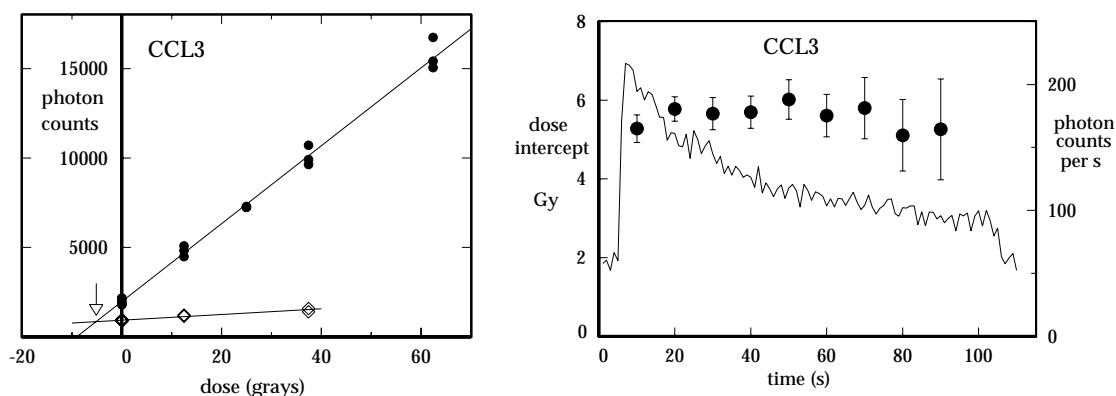 CCL3
15000
photon
counts
10000
5000
-20
0
20
40
60
dose (grays)
CCL3
8
6
dose
intercept
4
Gy
2
0
200
photon
counts
per s
100
0
0
20
40
60
80
100
time (s)